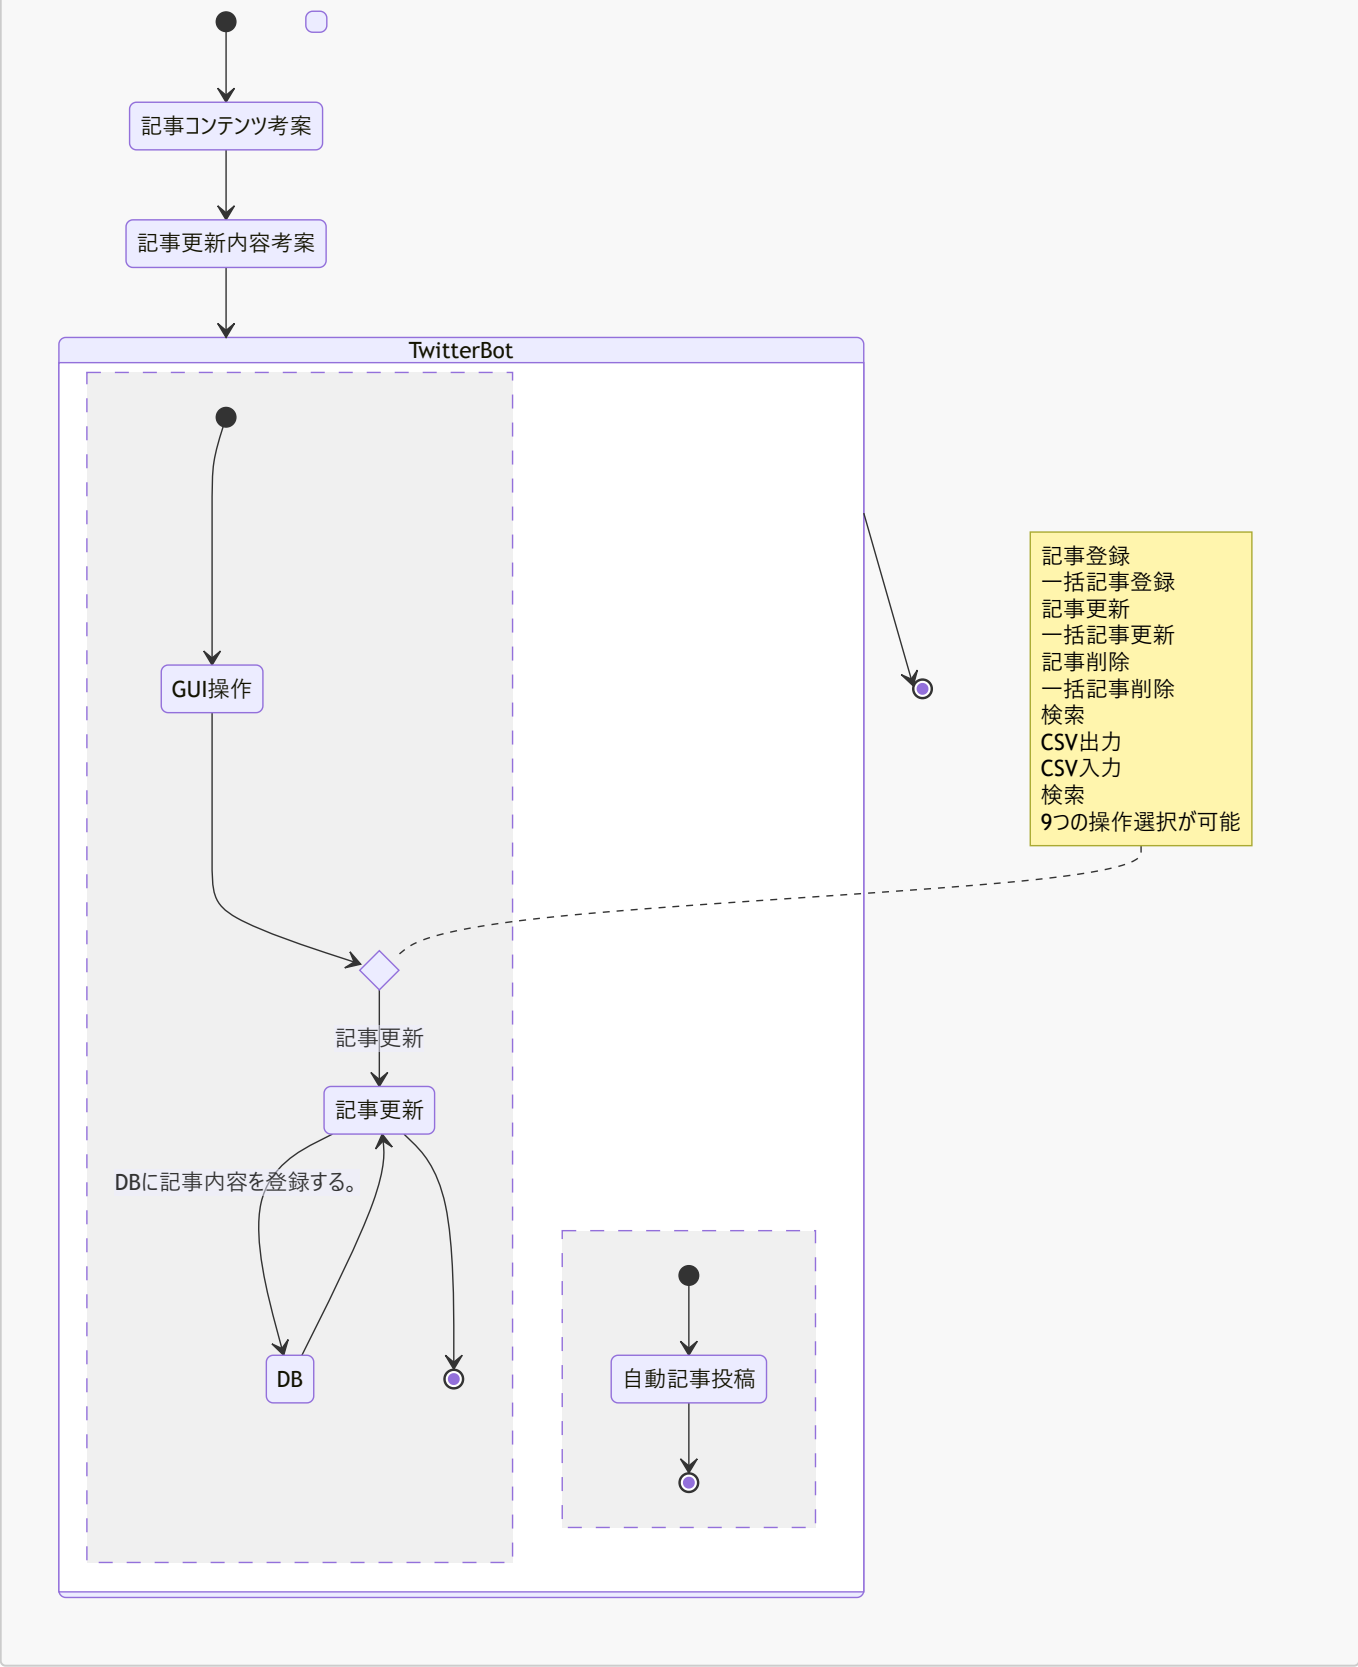 記事コンテンツ考案
記事更新内容考案
TwitterBot
記事登録
一括記事登録
記事更新
一括記事更新
記事削除
一括記事削除
検索
CSV出力
CSV入力
検索
9つの操作選択が可能
GUI操作
記事更新
記事更新
DBに記事内容を登録する。
DB
自動記事投稿